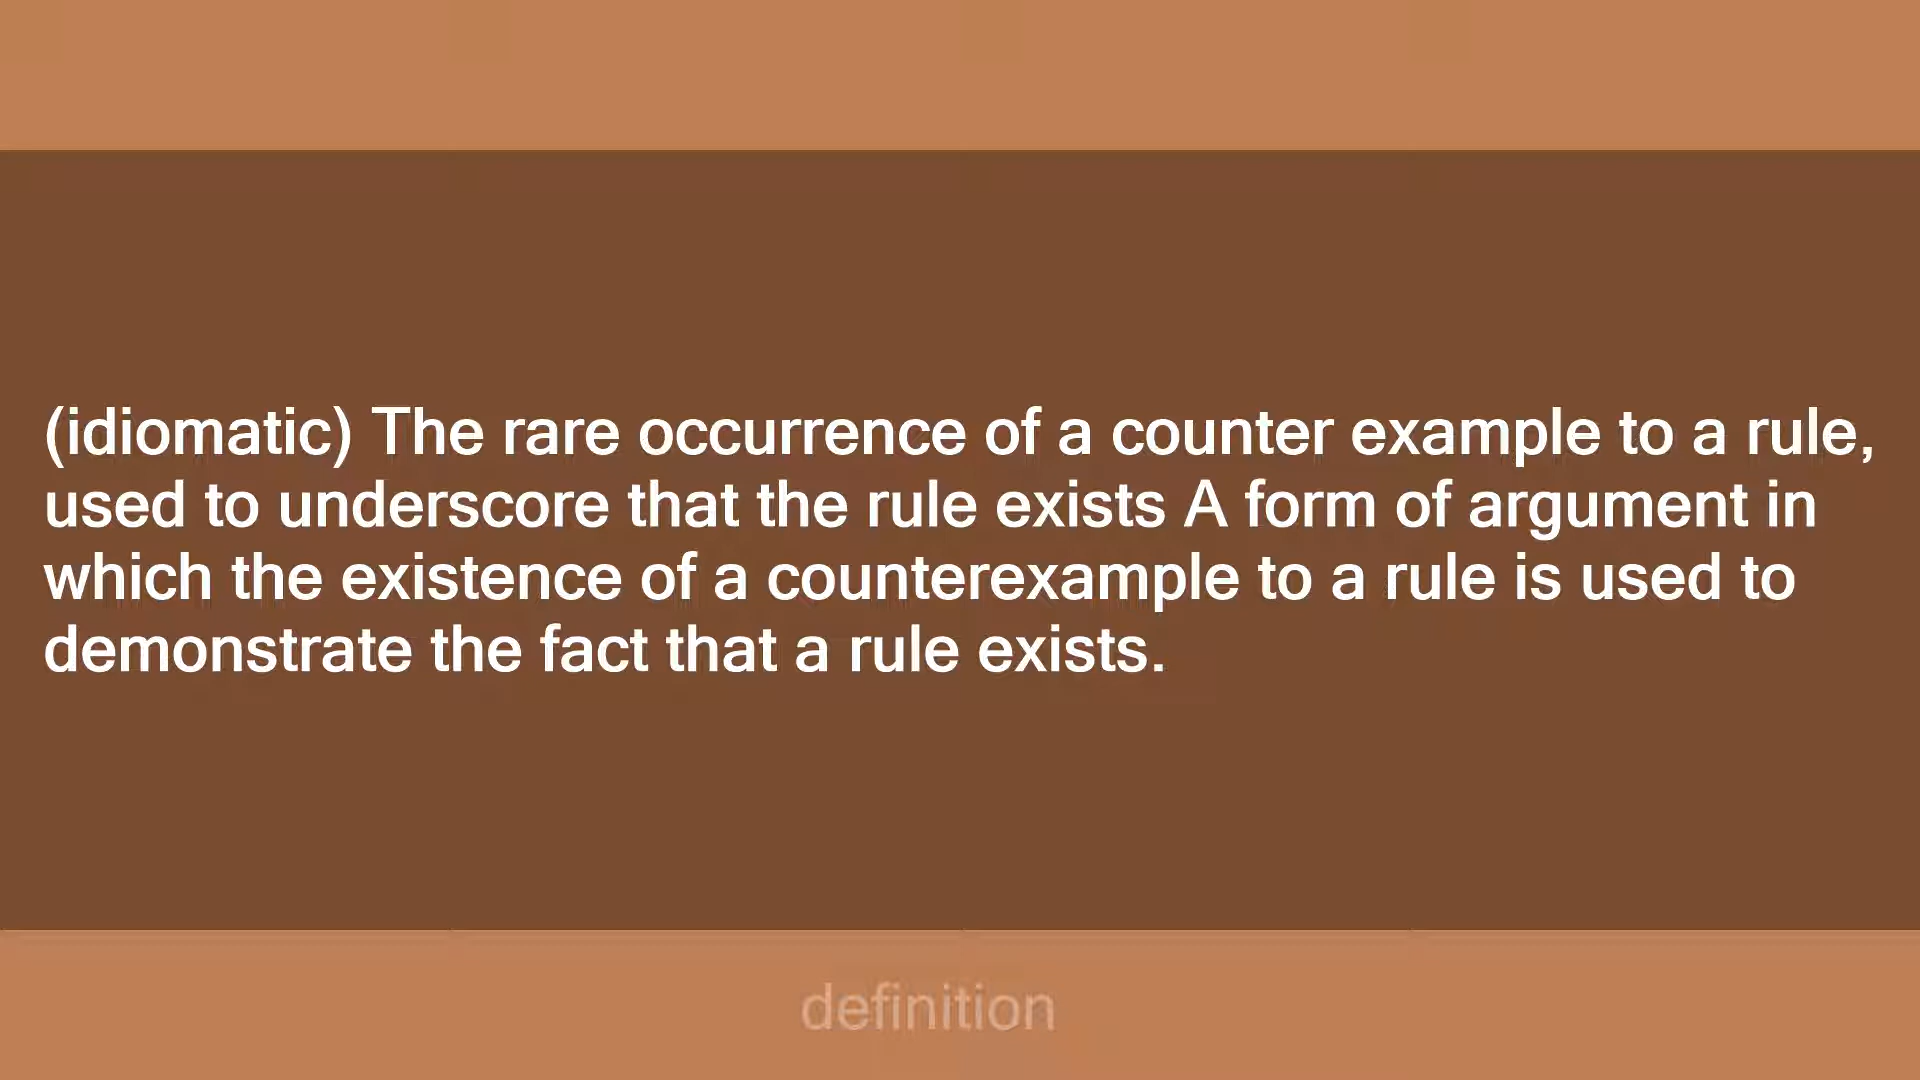 (idiomatic) The rare occurrence of a counter example to a rule,
used to underscore that the rule exists A form of argument in
which the existence of a counterexample to a rule is used to
demonstrate the fact that a rule exists.
definition